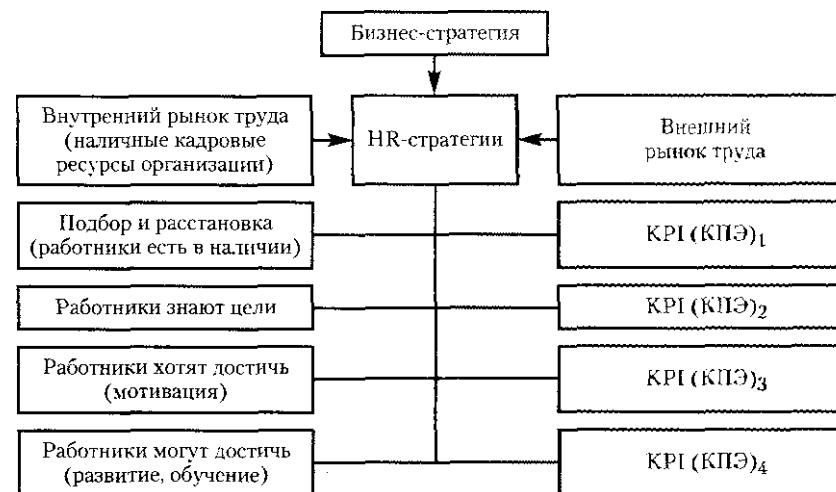 Бизнес-стратегия
Внутренний рынок труда
(наличные кадровые
ресурсы организации)
HR-стратегии
Внешний
рынок труда
Подбор и расстановка
(работники есть в наличии)
KPI (КПЭ)1
Работники знают цели
KPI (КПЭ)2
Работники хотят достичь
(мотивация)
KPI (КПЭ)3
Работники могут достичь
(развитие, обучение)
KPI (КПЭ)4